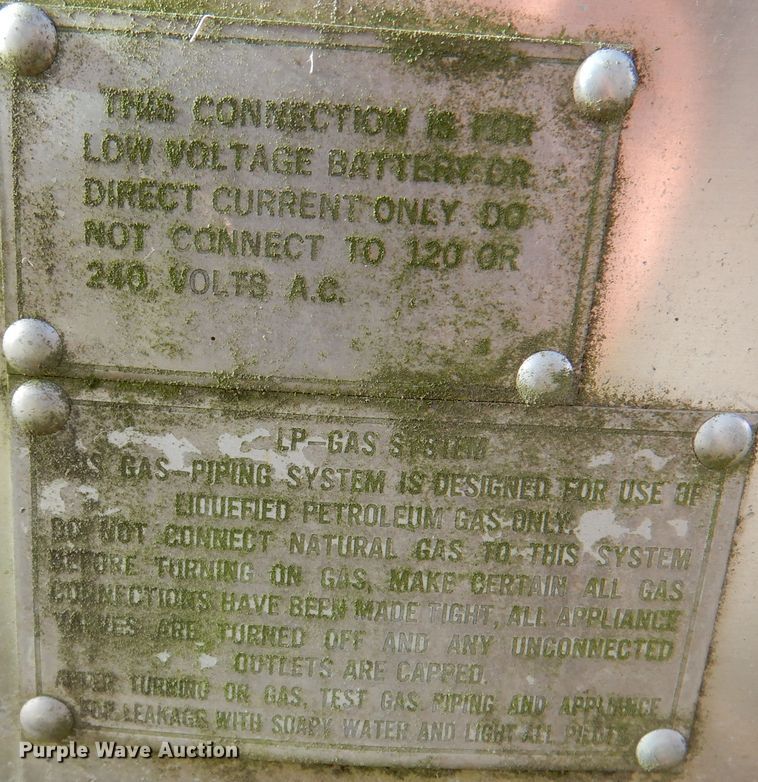 THIS CONNECTION IS FOR
LOW VOLTAGE BATTERY OR
DIRECT CURRENT ONLY. DO
NOT CONNECT TO 120 OR
240 VOLTS A.C.
LP-GAS SYSTEM
THIS GAS-PIPING SYSTEM IS DESIGNED FOR USE OF
LIQUEFIED PETROLEUM GAS ONLY.
DO NOT CONNECT NATURAL GAS TO THIS SYSTEM
BEFORE TURNING ON GAS, MAKE CERTAIN ALL GAS
CONNECTIONS HAVE BEEN MADE TIGHT, ALL APPLIANCE
VALVES ARE TURNED OFF AND ANY UNCONNECTED
OUTLETS ARE CAPPED.
AFTER TURNING ON GAS, TEST GAS PIPING AND APPLIANCE
FOR LEAKAGE WITH SOAPY WATER AND LIGHT ALL PILOTS
Purple Wave Auction